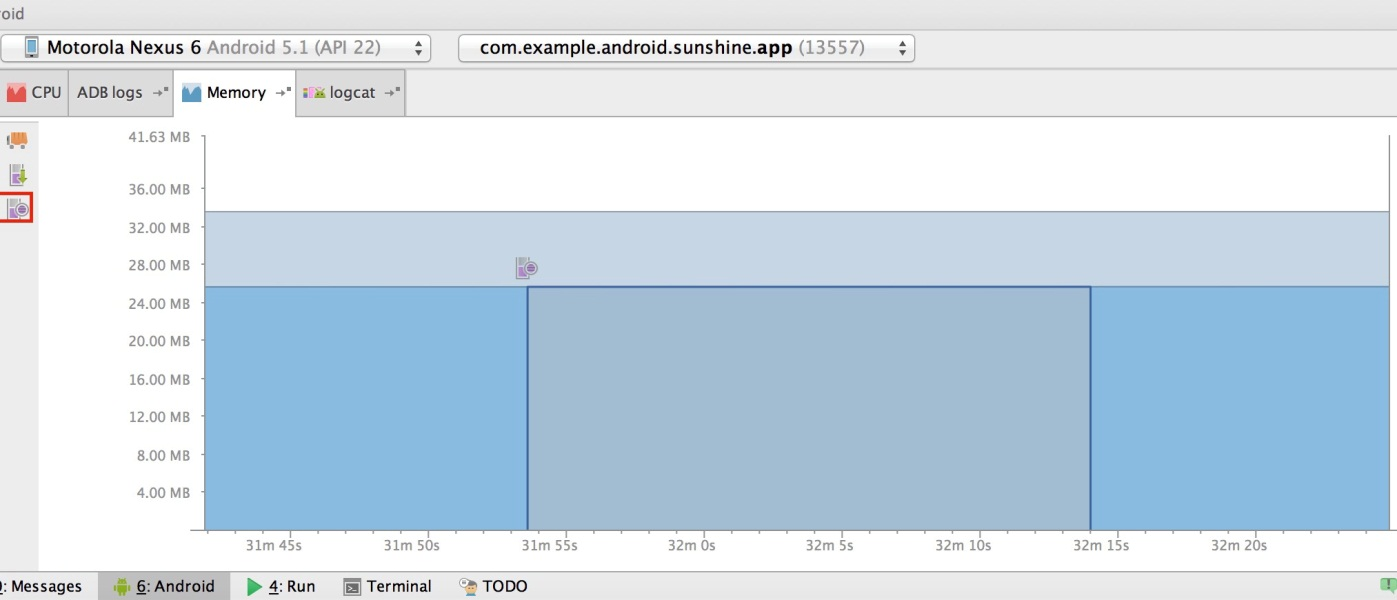 oid
Motorola Nexus 6 Android 5.1 (API 22) com.example.android.sunshine.app (13557)
CPU ADB logs Memory logcat
41.63 MB
36.00 MB
32.00 MB
28.00 MB
24.00 MB
20.00 MB
16.00 MB
12.00 MB
8.00 MB
4.00 MB
31m 45s 31m 50s 31m 55s 32m 0s 32m 5s 32m 10s 32m 15s 32m 20s
: Messages 6: Android 4: Run Terminal TODO